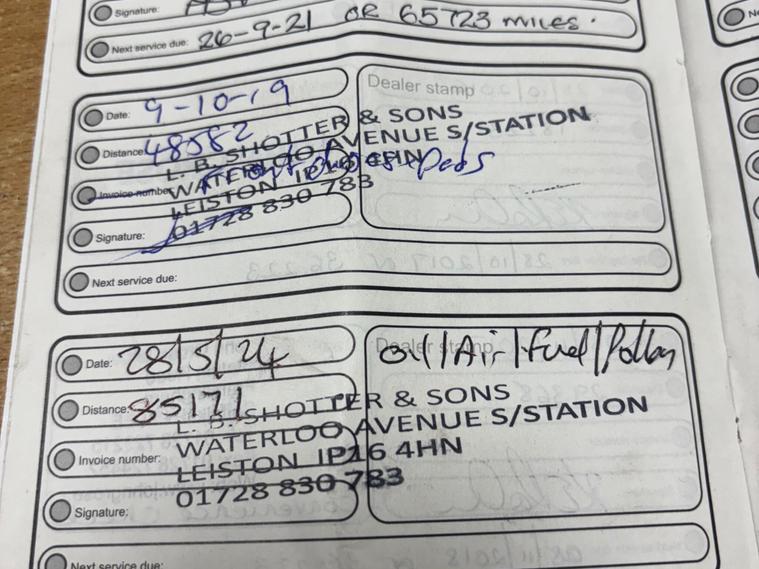 Signature:
Next service due: 26-9-21 OR 65723 miles.
Date: 9-10-19
Dealer stamp
Distance: 48582
Invoice number:
L. B. SHOTTER & SONS
WATERLOO AVENUE S/STATION
LEISTON IP16 4HN
01728 830 783
Pads
Signature:
Next service due:
Date: 28/5/24
Dealer stamp
Oil/Air/Fuel/Pollen
Distance: 85171
L. B. SHOTTER & SONS
Invoice number:
WATERLOO AVENUE S/STATION
LEISTON IP16 4HN
01728 830 783
Signature:
Next service due: